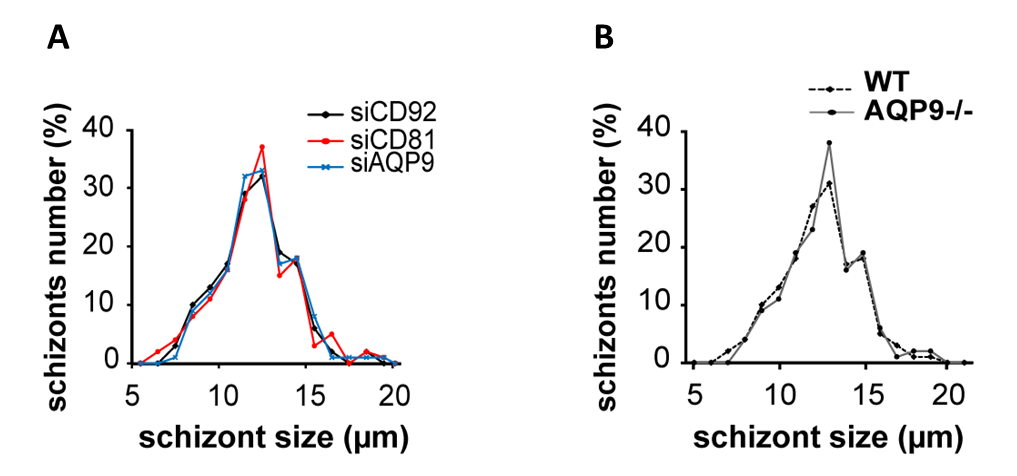 A
siCD92
siCD81
siAQP9
schizonts number (%)
40
30
20
10
0
5 10 15 20
schizont size (µm)
B
WT
AQP9-/-
schizonts number (%)
40
30
20
10
0
5 10 15 20
schizont size (µm)